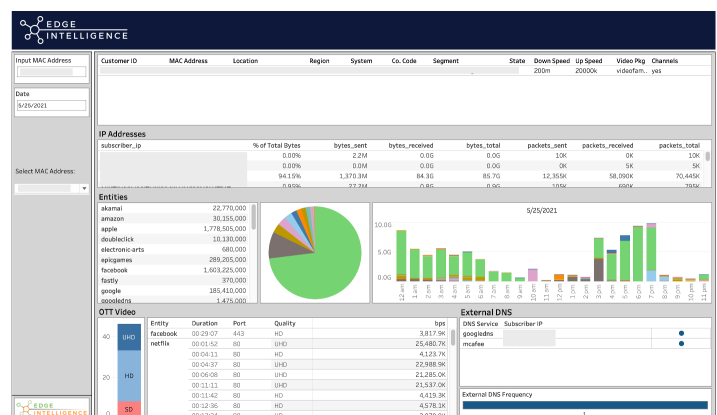 EDGE
INTELLIGENCE
Input MAC Address
Date
5/25/2021
Select MAC Address:
Customer ID MAC Address Location Region System Co. Code Segment State Down Speed Up Speed Video Pkg Channels
200m 20000k videofam.. yes
IP Addresses
subscriber_ip % of Total Bytes bytes_sent bytes_received bytes_total packets_sent packets_received packets_total
0.00% 2.2M 0.0G 0.0G 10K 0K 10K
0.00% 0.0M 0.0G 0.0G 0K 5K 5K
94.15% 1,370.3M 84.3G 85.7G 12,355K 58,090K 70,445K
Entities
akamai 22,770,000
amazon 30,155,000
apple 1,778,505,000
doubleclick 10,130,000
electronic-arts 680,000
epicgames 289,205,000
facebook 1,603,225,000
fastly 370,000
google 185,410,000
googledns 1,475,000
5/25/2021
10.0G
5.0G
0.0G
12 am 1 am 2 am 3 am 4 am 5 am 6 am 7 am 8 am 9 am 10 am 11 am 12 pm 1 pm 2 pm 3 pm 4 pm 5 pm 6 pm 7 pm 8 pm 9 pm 10 pm 11 pm
OTT Video
40
20
0
UHD
HD
SD
Entity Duration Port Quality bps
facebook 00:29:07 443 HD 3,817.9K
netflix 00:01:52 80 UHD 25,480.7K
00:04:11 80 HD 4,123.7K
00:04:37 80 UHD 22,988.9K
00:06:08 80 UHD 21,285.0K
00:11:11 80 UHD 21,537.0K
00:11:42 80 HD 4,419.3K
00:12:36 80 HD 4,578.1K
External DNS
DNS Service Subscriber IP
googledns
mcafee
External DNS Frequency
1
EDGE
INTELLIGENCE